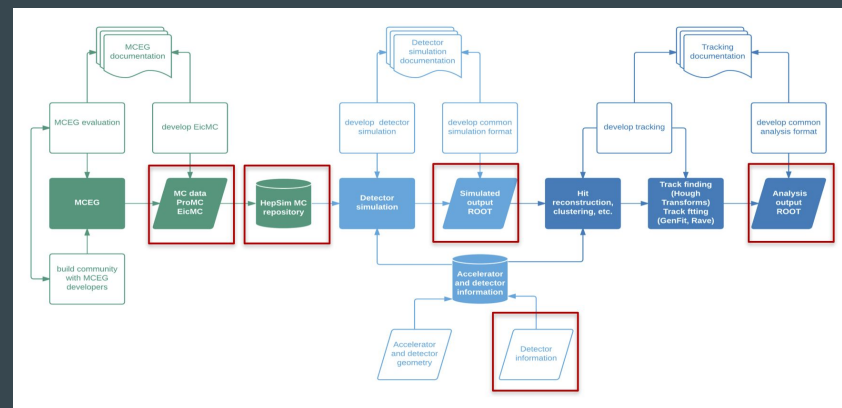 MCEG
documentation
Detector
simulation
documentation
Tracking
documentation
MCEG evaluation
develop EicMC
develop detector
simulation
develop common
simulation format
develop tracking
develop common
analysis format
MCEG
MC data
ProMC
EicMC
HepSim MC
repository
Detector
simulation
Simulated
output
ROOT
Hit
reconstruction,
clustering, etc.
Track finding
(Hough
Transforms)
Track ftting
(GenFit, Rave)
Analysis
output
ROOT
build community
with MCEG
developers
Accelerator
and detector
information
Accelerator
and detector
geometry
Detector
information